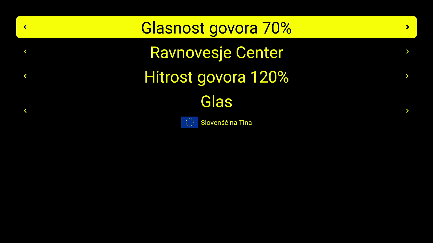 Glasnost govora 70%
Ravnovesje Center
Hitrost govora 120%
Glas
Slovenščina Tina